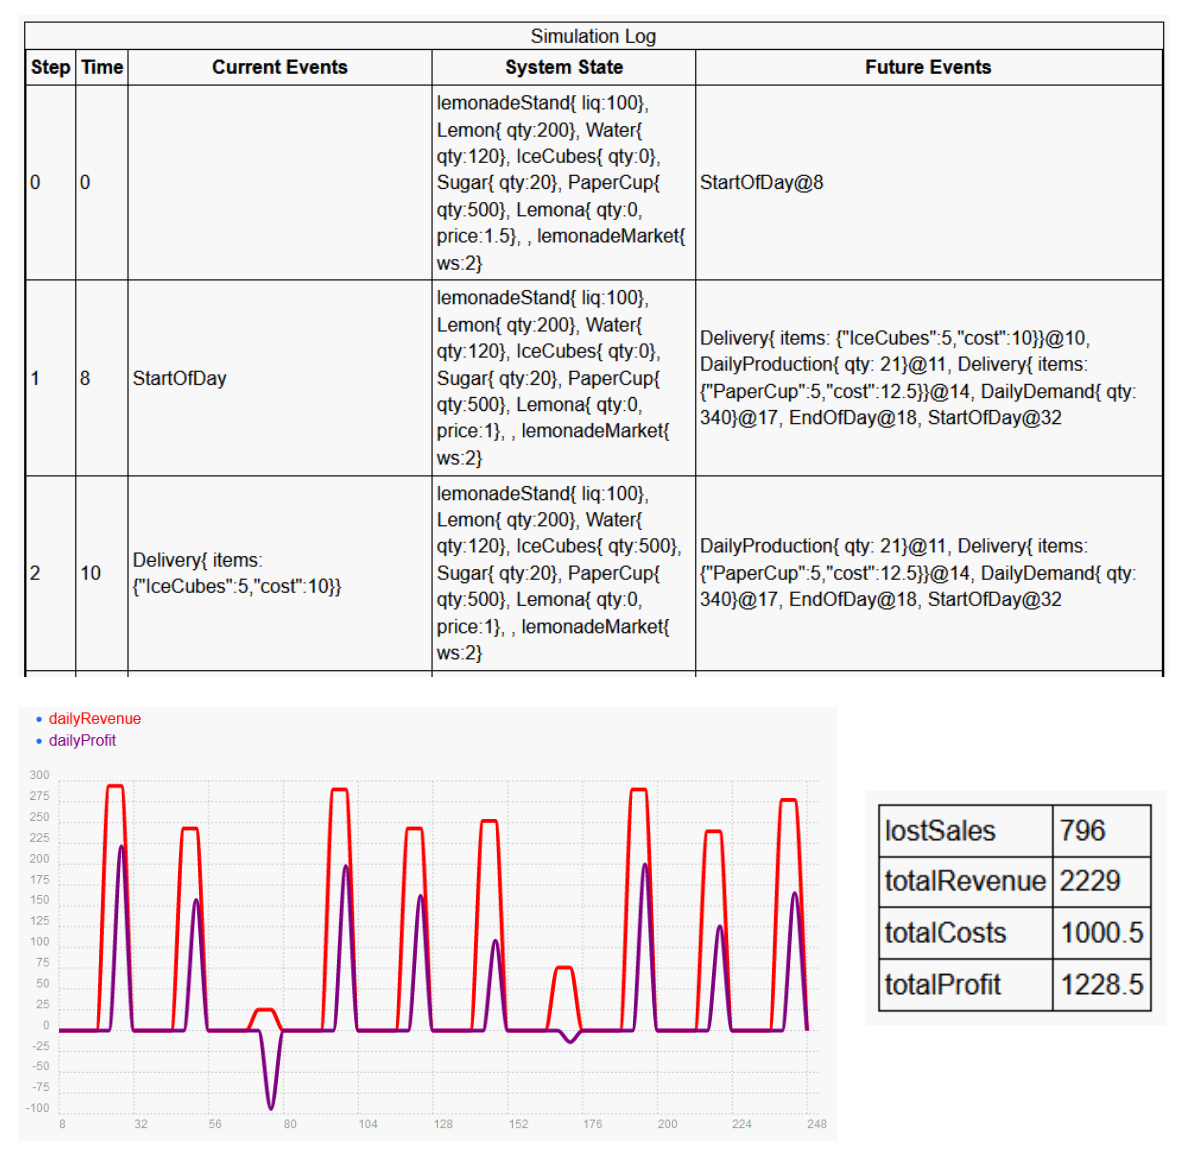 Simulation Log
Step Time Current Events System State Future Events
lemonadeStand{ liq:100},
Lemon{ qty:200}, Water{
qty:120}, IceCubes{ qty:0},
0 0 Sugar{ qty:20}, PaperCup{ StartOfDay@8
qty:500}, Lemona{ qty:0,
price:1.5}, , lemonadeMarket{
ws:2}
lemonadeStand{ liq:100},
Lemon{ qty:200}, Water{
qty:120}, IceCubes{ qty:0},
1 8 StartOfDay Sugar{ qty:20}, PaperCup{
qty:500}, Lemona{ qty:0,
price:1}, , lemonadeMarket{
ws:2}
Delivery{ items: {"IceCubes":5,"cost":10}}@10,
DailyProduction{ qty: 21}@11, Delivery{ items:
{"PaperCup":5,"cost":12.5}}@14, DailyDemand{ qty:
340}@17, EndOfDay@18, StartOfDay@32
2 10
Delivery{ items:
{"IceCubes":5,"cost":10}}
lemonadeStand{ liq:100},
Lemon{ qty:200}, Water{
qty:120}, IceCubes{ qty:500},
Sugar{ qty:20}, PaperCup{
qty:500}, Lemona{ qty:0,
price:1}, , lemonadeMarket{
ws:2}
DailyProduction{ qty: 21}@11, Delivery{ items:
{"PaperCup":5,"cost":12.5}}@14, DailyDemand{ qty:
340}@17, EndOfDay@18, StartOfDay@32
dailyRevenue
dailyProfit
300
275
250
225
200
175
150
125
100
75
50
25
0
-25
-50
-75
-100
8 32 56 80 104 128 152 176 200 224 248
lostSales 796
totalRevenue 2229
totalCosts 1000.5
totalProfit 1228.5